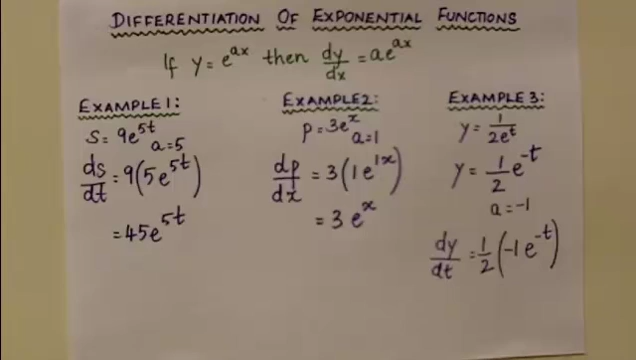 DIFFERENTIATION OF EXPONENTIAL FUNCTIONS
If y = e^{ax} then dy/dx = ae^{ax}
EXAMPLE 1:
s = 9e^{5t}
a = 5
ds/dt = 9(5e^{5t})
= 45e^{5t}
EXAMPLE 2:
p = 3e^x
a = 1
dp/dx = 3(1e^{1x})
= 3e^x
EXAMPLE 3:
y = 1/2e^t
y = 1/2 e^{-t}
a = -1
dy/dt = 1/2(-1e^{-t})